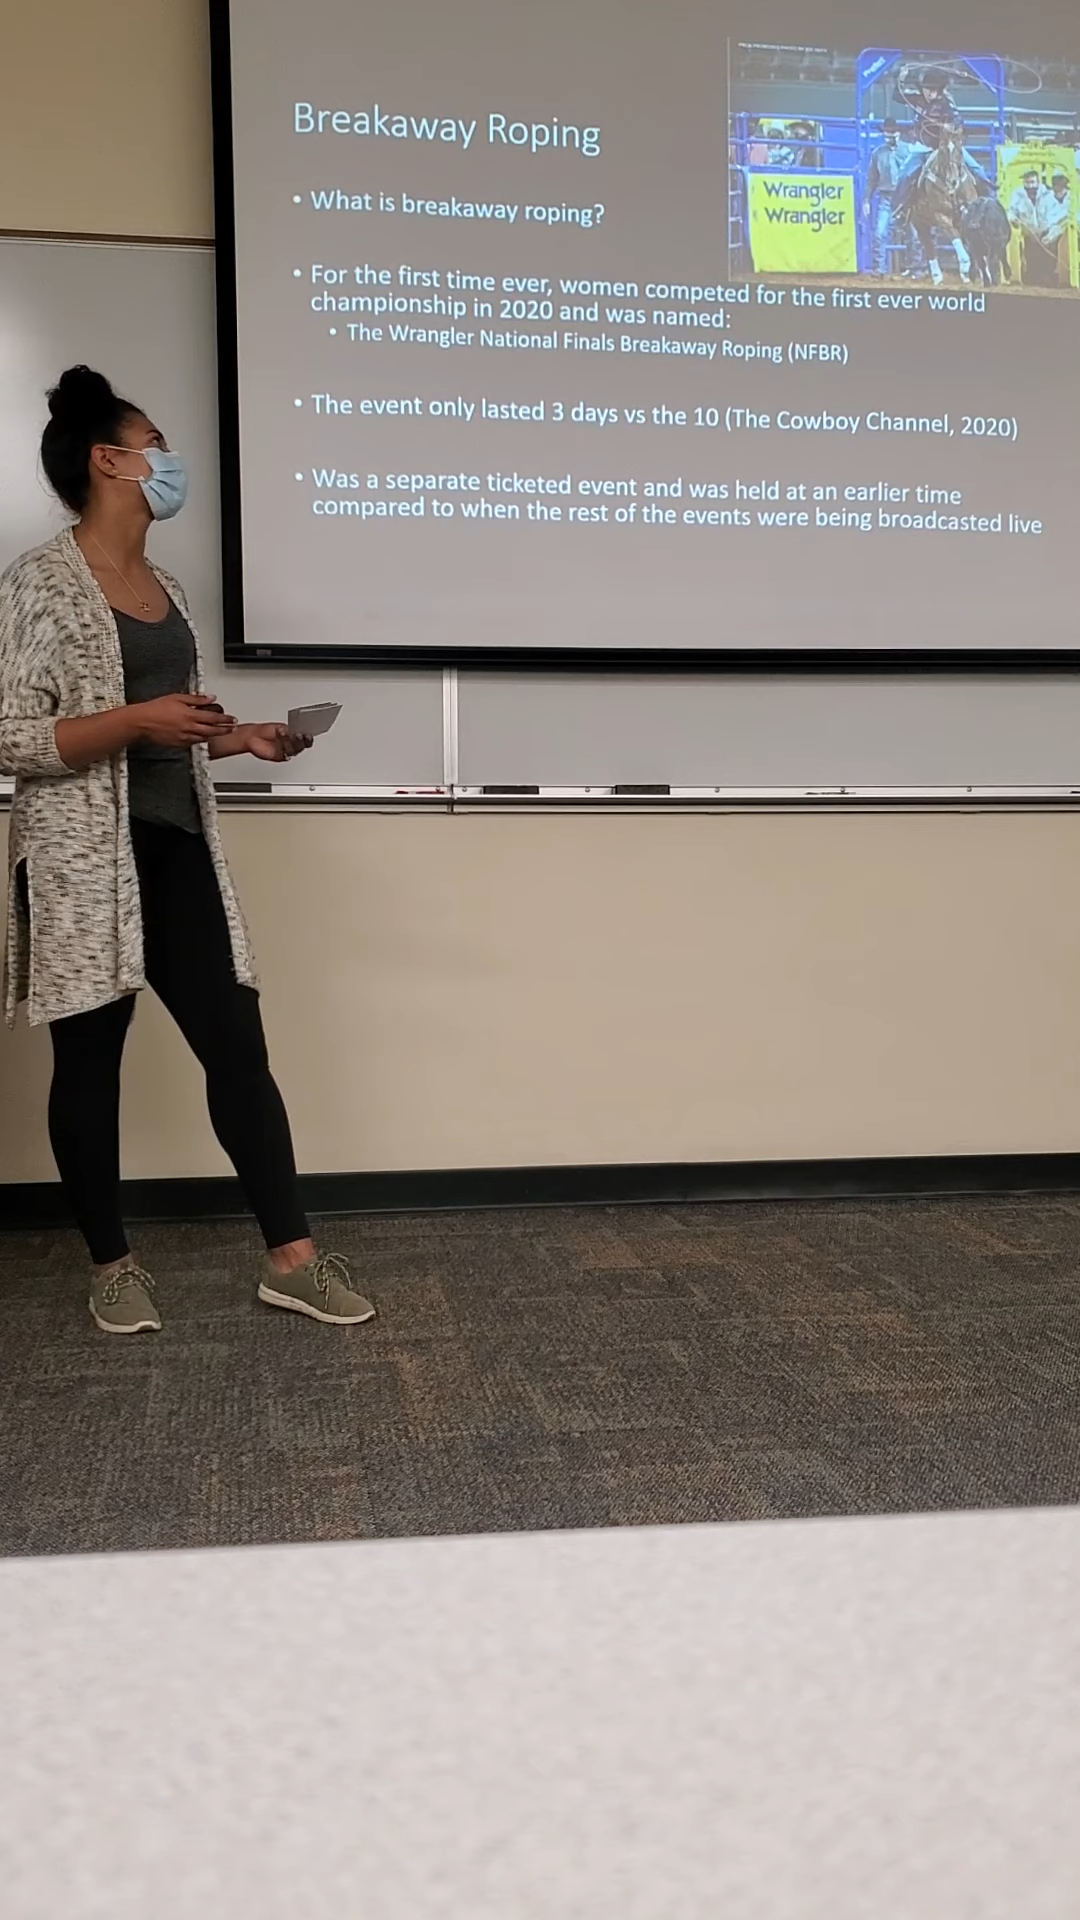 Breakaway Roping
• What is breakaway roping?
• For the first time ever, women competed for the first ever world
championship in 2020 and was named:
• The Wrangler National Finals Breakaway Roping (NFBR)
• The event only lasted 3 days vs the 10 (The Cowboy Channel, 2020)
• Was a separate ticketed event and was held at an earlier time
compared to when the rest of the events were being broadcasted live
Priefert
Wrangler
Wrangler